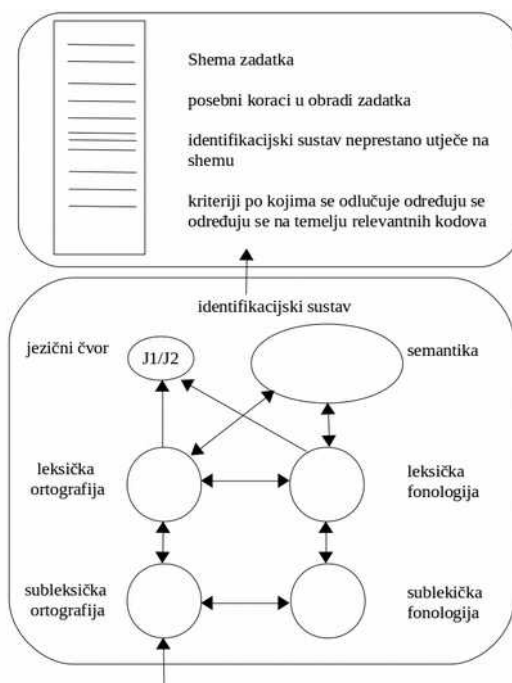 Shema zadatka
posebni koraci u obradi zadatka
identifikacijski sustav neprestano utječe na
shemu
kriteriji po kojima se odlučuje određuju se
određuju se na temelju relevantnih kodova
identifikacijski sustav
jezični čvor
J1/J2
semantika
leksička
ortografija
leksička
fonologija
subleksička
ortografija
sublekička
fonologija